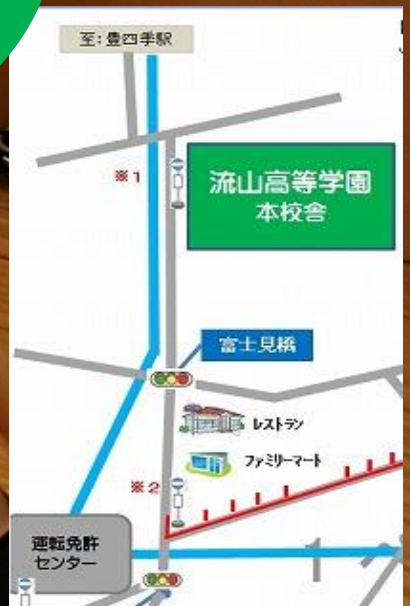 至：豊四季駅
※1
流山高等学園
本校舎
富士見橋
レストラン
ファミリーマート
※2
運転免許
センター